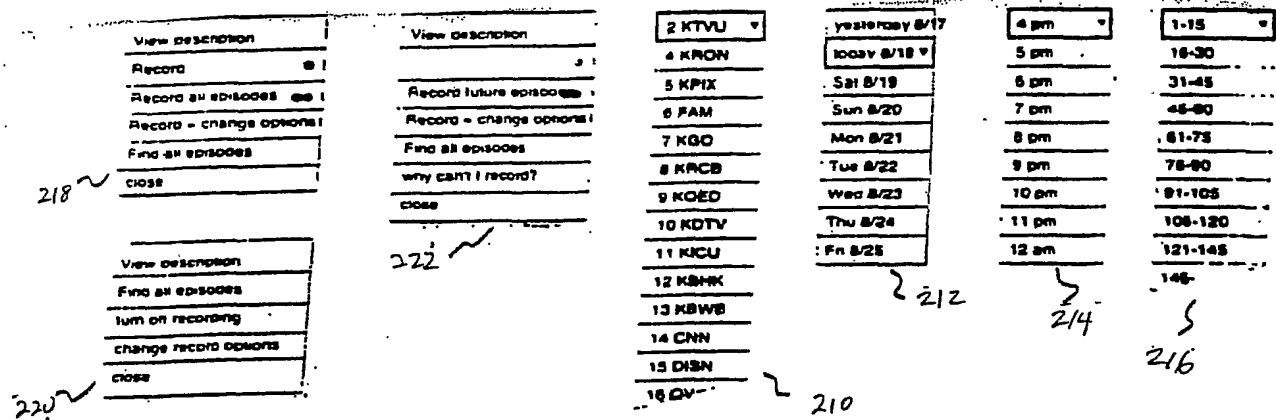 View description
Record
Record all episodes
Record - change options
Find all episodes
close
218
View description
Find all episodes
turn off recording
change record options
close
220
View description
Record future episodes
Record - change options
Find all episodes
why can't I record?
close
222
2 KTVU
4 KRON
5 KPIX
6 FAM
7 KGO
8 KRCB
9 KQED
10 KDTV
11 KICU
12 KBHK
13 KBWB
14 CNN
15 DISN
16 QV
210
yesterday 8/17
today 8/18
Sat 8/19
Sun 8/20
Mon 8/21
Tue 8/22
Wed 8/23
Thu 8/24
Fri 8/25
212
4 pm
5 pm
6 pm
7 pm
8 pm
9 pm
10 pm
11 pm
12 am
214
1-15
16-30
31-45
46-60
61-75
76-90
91-105
106-120
121-145
146-
216